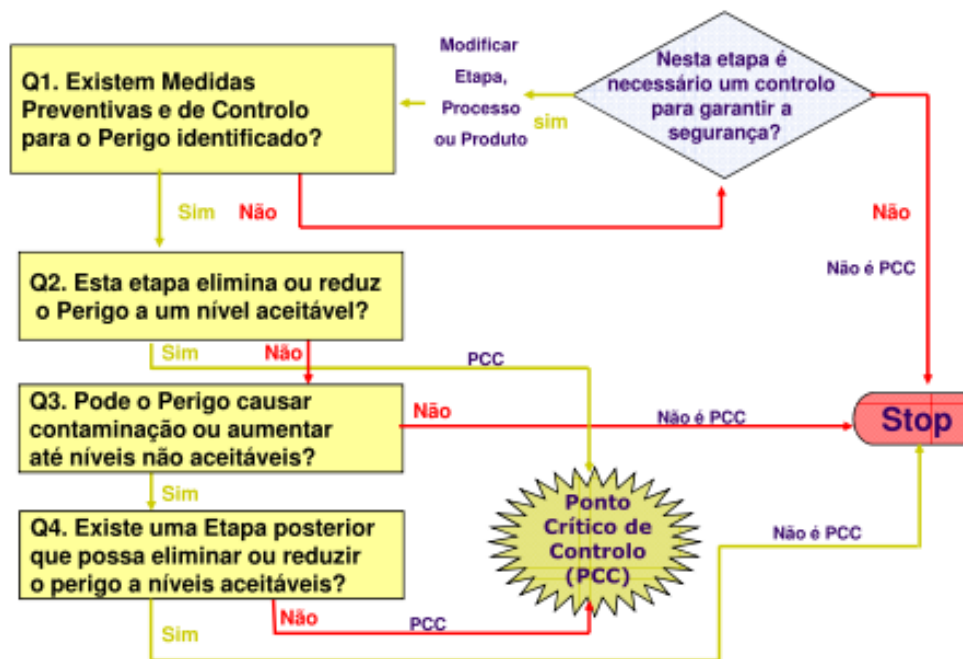 Q1. Existem Medidas
Preventivas e de Controlo
para o Perigo identificado?
Modificar
Etapa,
Processo
ou Produto
sim
Nesta etapa é
necessário um controlo
para garantir a
segurança?
Sim
Não
Não
Não é PCC
Q2. Esta etapa elimina ou reduz
o Perigo a um nível aceitável?
Sim
Não
PCC
Q3. Pode o Perigo causar
contaminação ou aumentar
até níveis não aceitáveis?
Não
Não é PCC
Stop
Sim
Q4. Existe uma Etapa posterior
que possa eliminar ou reduzir
o perigo a níveis aceitáveis?
Ponto
Crítico de
Controlo
(PCC)
Não é PCC
Não
PCC
Sim